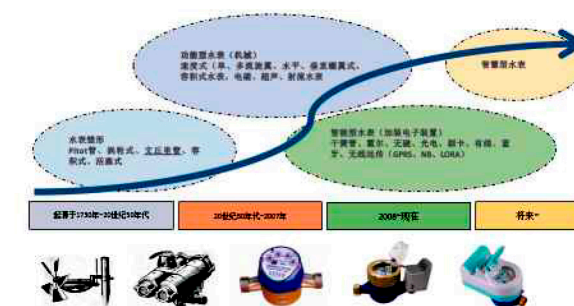 功能型水表（机械）
速度式（单、多流旋翼、水平、垂直螺翼式、
容积式水表，电磁、超声、射流水表
智慧型水表
水表雏形
Pitot管、涡轮式、文丘里管、容
积式、活塞式
智能型水表（加装电子装置）
干簧管、霍尔、无磁、光电、刷卡、有线、蓝
牙、无线远传（GPRS、NB、LORA）
起源于1730年-20世纪50年代
20世纪50年代-2007年
2008-现在
将来~